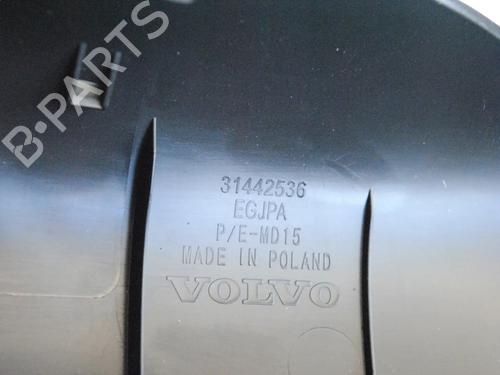 B-PARTS
31442536
EGJPA
P/E-MD15
MADE IN POLAND
VOLVO